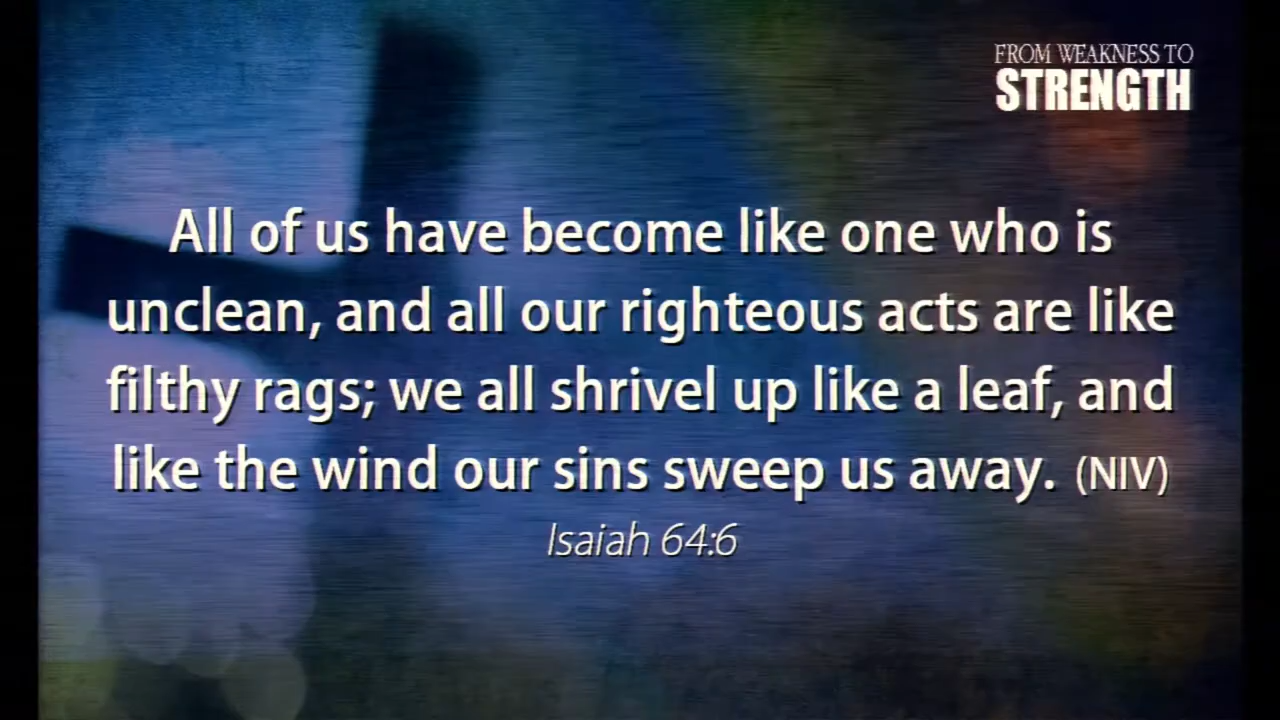 FROM WEAKNESS TO
STRENGTH
All of us have become like one who is
unclean, and all our righteous acts are like
filthy rags; we all shrivel up like a leaf, and
like the wind our sins sweep us away. (NIV)
Isaiah 64:6